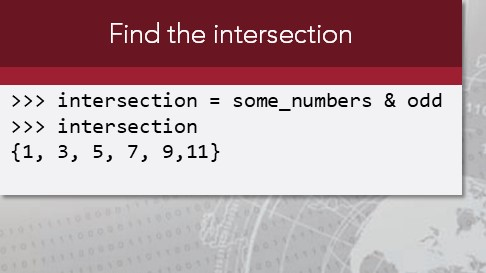 Find the intersection
>>> intersection = some_numbers & odd
>>> intersection
{1, 3, 5, 7, 9,11}